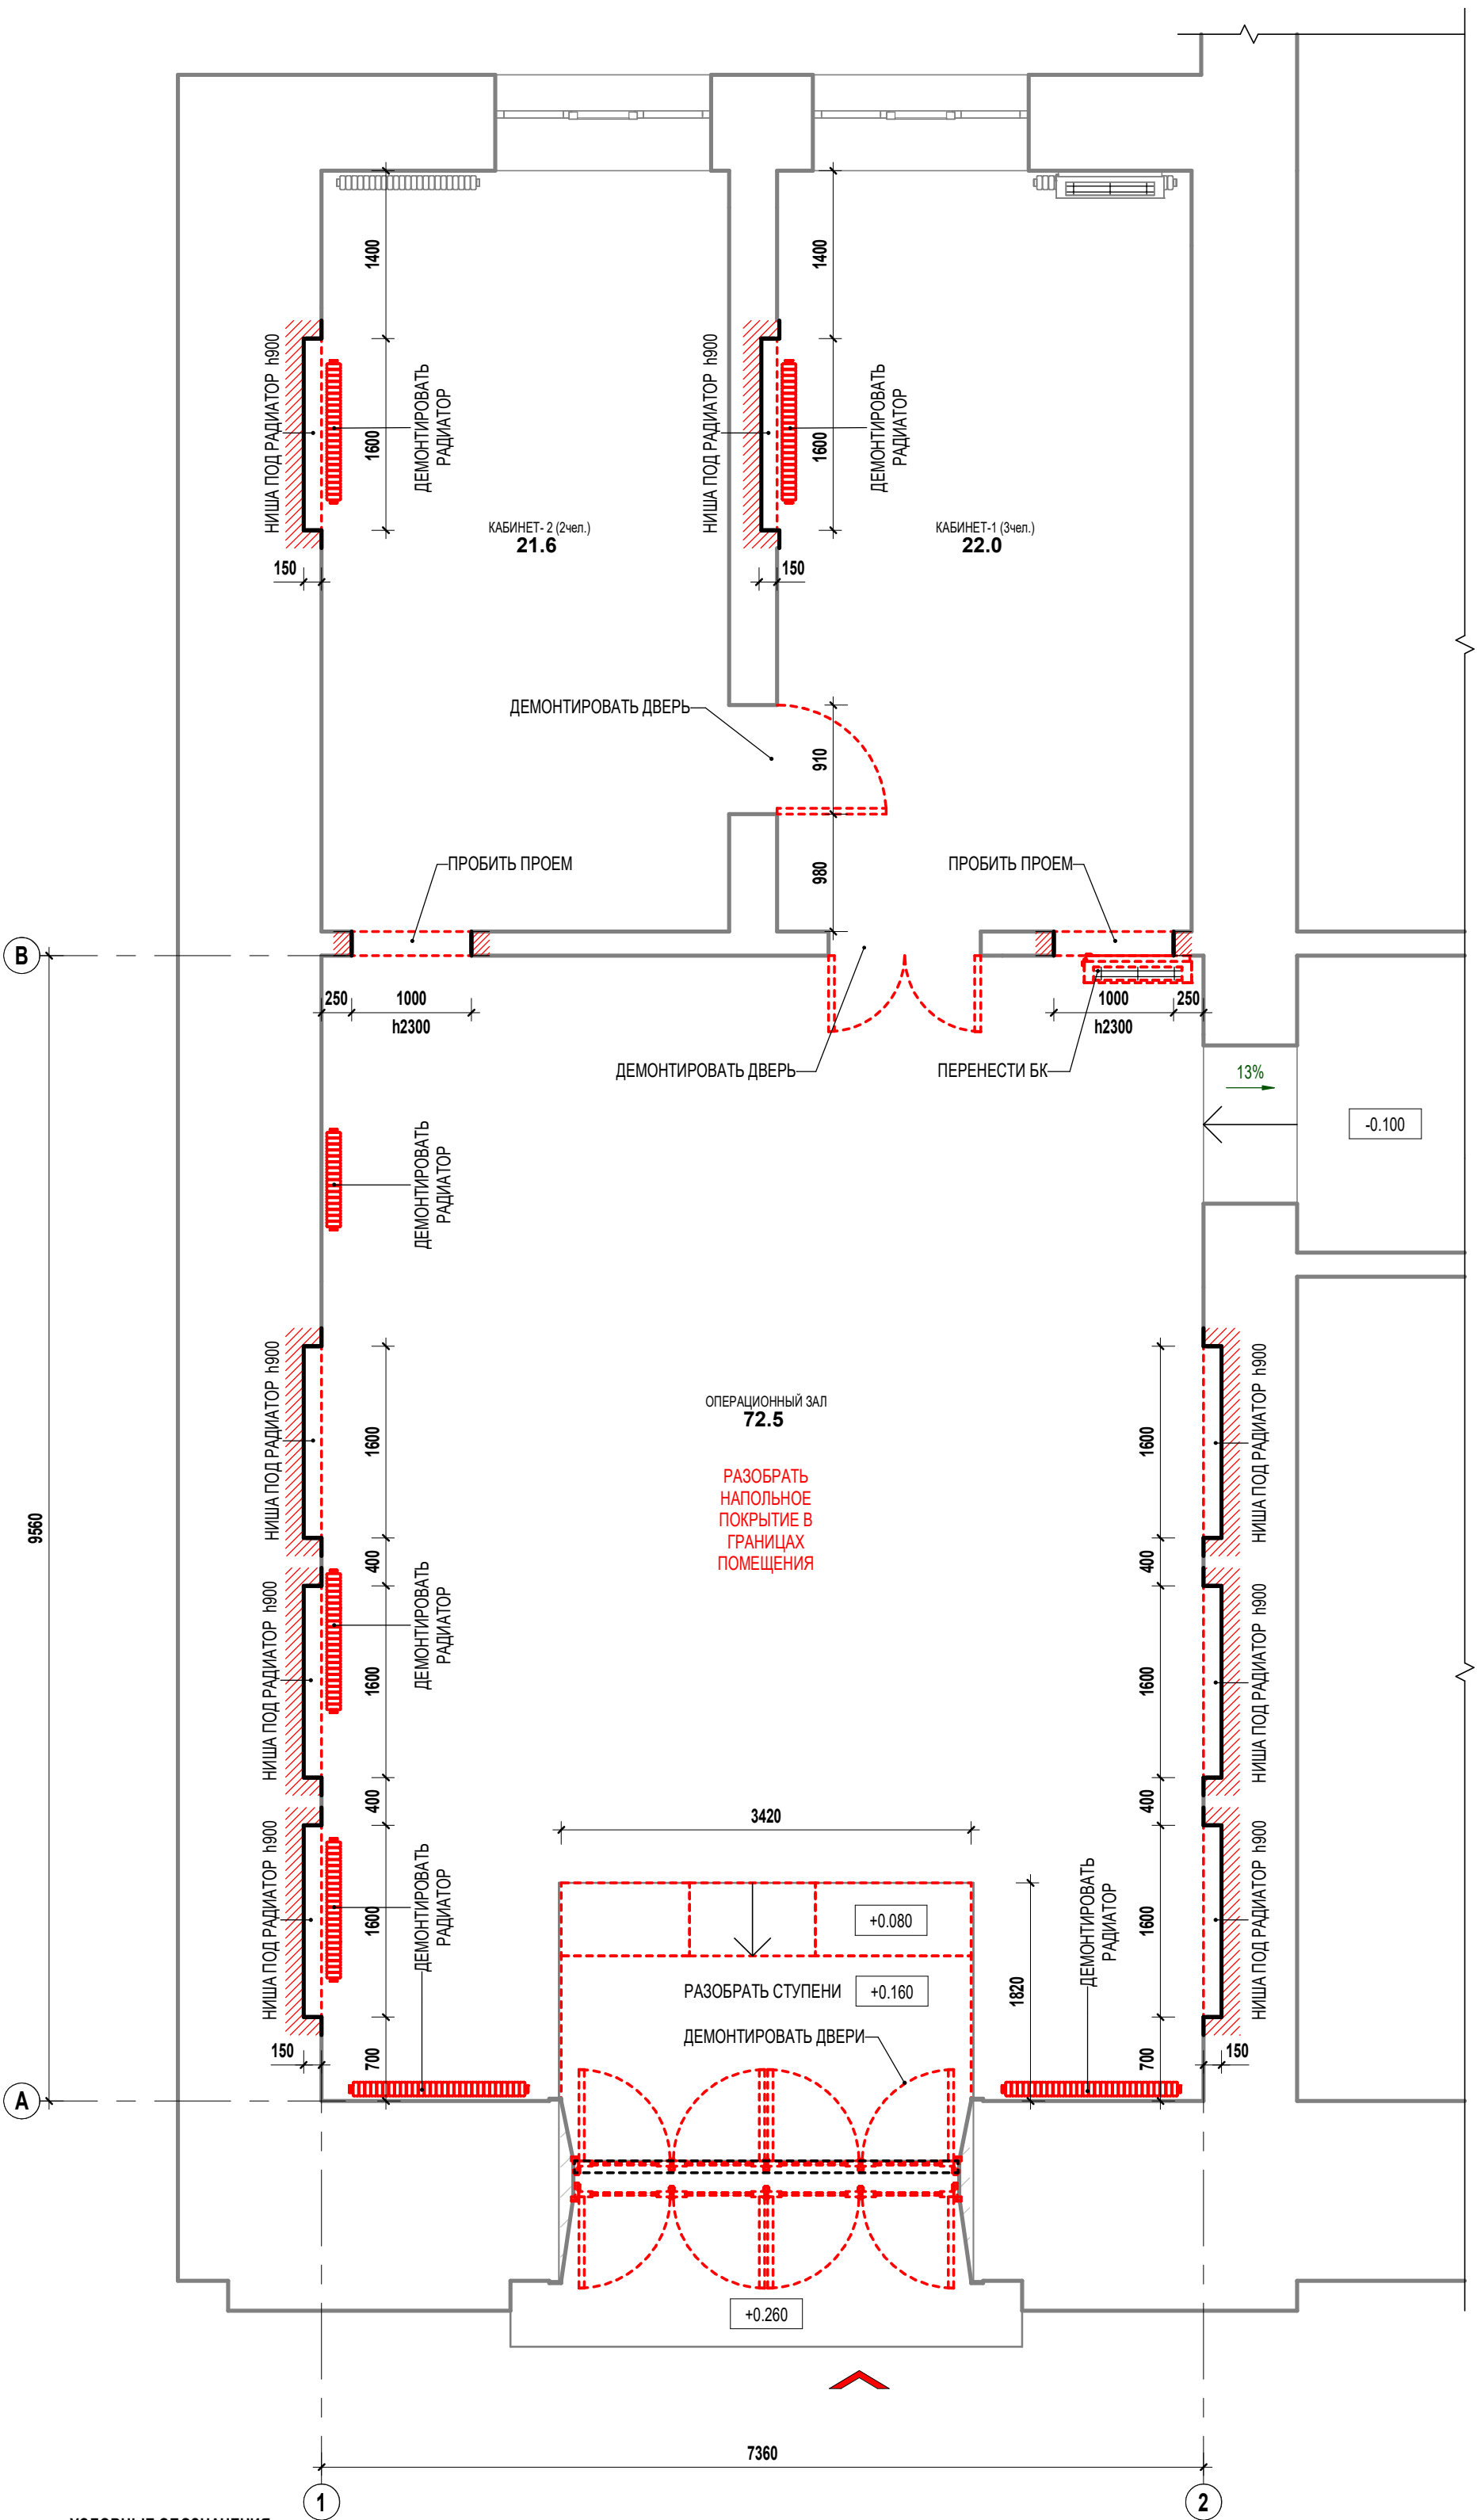 1400
1400
НИША ПОД РАДИАТОР h900
1600
ДЕМОНТИРОВАТЬ
РАДИАТОР
НИША ПОД РАДИАТОР h900
1600
ДЕМОНТИРОВАТЬ
РАДИАТОР
КАБИНЕТ- 2 (2чел.)
21.6
КАБИНЕТ-1 (3чел.)
22.0
150
150
ДЕМОНТИРОВАТЬ ДВЕРЬ
910
ПРОБИТЬ ПРОЕМ
980
ПРОБИТЬ ПРОЕМ
В
250
1000
h2300
1000
250
h2300
ДЕМОНТИРОВАТЬ ДВЕРЬ
ПЕРЕНЕСТИ БК
13%
-0.100
ДЕМОНТИРОВАТЬ
РАДИАТОР
НИША ПОД РАДИАТОР h900
1600
ОПЕРАЦИОННЫЙ ЗАЛ
72.5
1600
НИША ПОД РАДИАТОР h900
РАЗОБРАТЬ
НАПОЛЬНОЕ
ПОКРЫТИЕ В
ГРАНИЦАХ
ПОМЕЩЕНИЯ
9560
400
400
НИША ПОД РАДИАТОР h900
1600
ДЕМОНТИРОВАТЬ
РАДИАТОР
1600
НИША ПОД РАДИАТОР h900
400
3420
400
НИША ПОД РАДИАТОР h900
1600
ДЕМОНТИРОВАТЬ
РАДИАТОР
+0.080
ДЕМОНТИРОВАТЬ
РАДИАТОР
1600
НИША ПОД РАДИАТОР h900
РАЗОБРАТЬ СТУПЕНИ
+0.160
1820
ДЕМОНТИРОВАТЬ ДВЕРИ
150
700
700
150
А
+0.260
7360
1
2